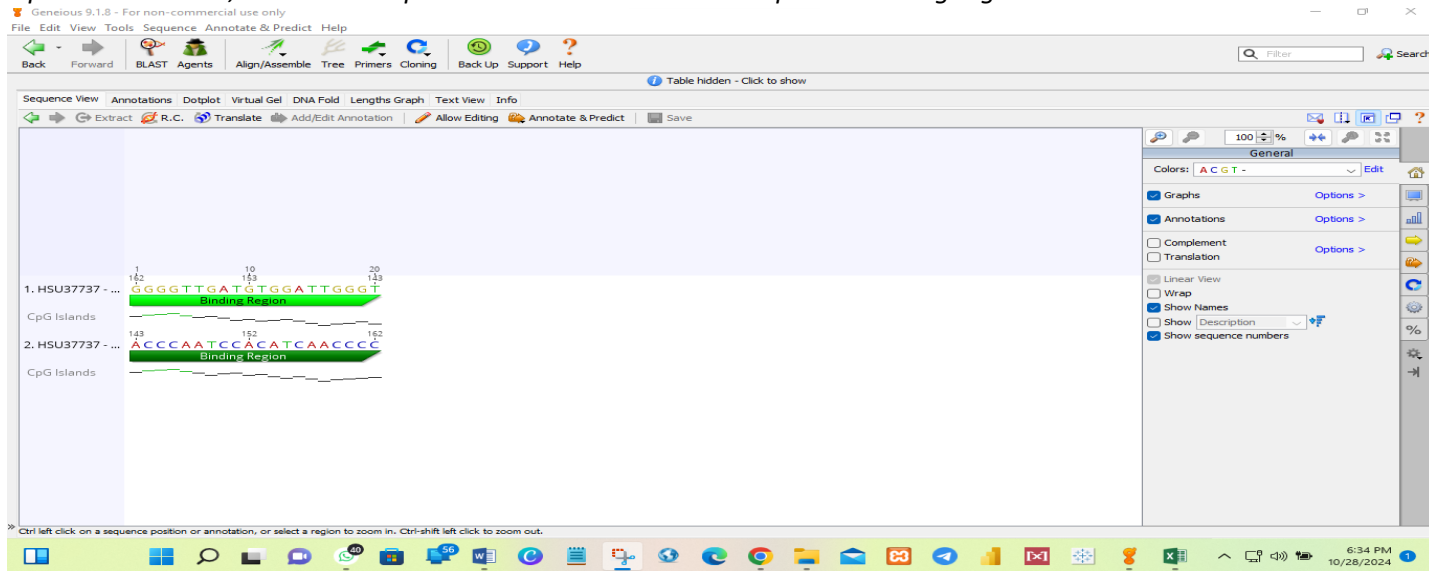 Geneious 9.1.8 - For non-commercial use only
File Edit View Tools Sequence Annotate & Predict Help
Back Forward BLAST Agents Align/Assemble Tree Primers Cloning Back Up Support Help Filter Search
Table hidden - Click to show
Sequence View Annotations Dotplot Virtual Gel DNA Fold Lengths Graph Text View Info
Extract R.C. Translate Add/Edit Annotation Allow Editing Annotate & Predict Save
100 %
General
Colors: A C G T - Edit
Graphs Options >
Annotations Options >
Complement
Options >
Translation
Linear View
Wrap
Show Names
Show Description
Show sequence numbers
%
1 10 20
162 153 143
1. HSU37737 - ... GGGGTTGATGTGGATTGGGT
Binding Region
CpG Islands
143 152 162
2. HSU37737 - ... ACCCAATCCACATCAACCCC
Binding Region
CpG Islands
Ctrl left click on a sequence position or annotation, or select a region to zoom in. Ctrl-shift left click to zoom out.
40 56 6:34 PM
10/28/2024 1